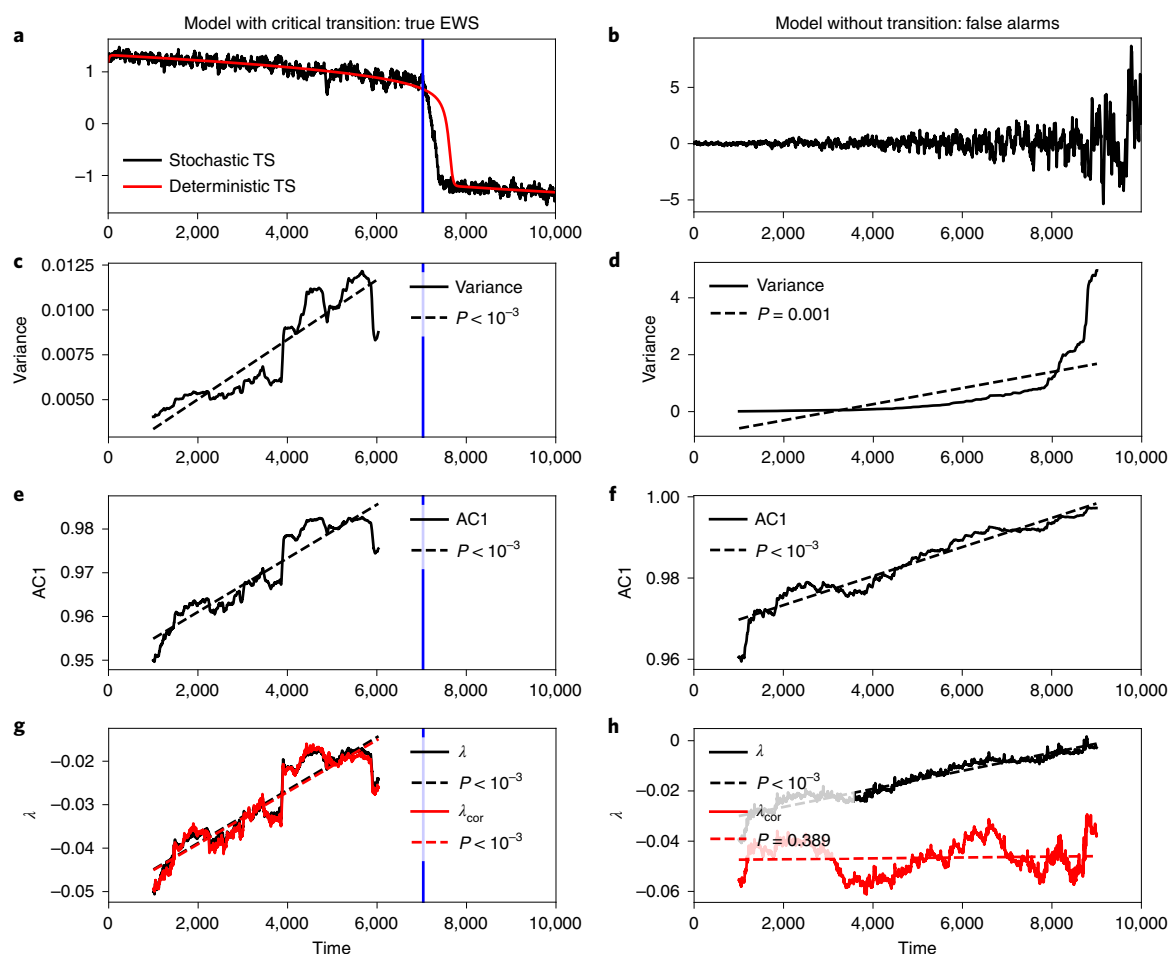 Model with critical transition: true EWS
Model without transition: false alarms
a
1
0
−1
Stochastic TS
Deterministic TS
0
2,000
4,000
6,000
8,000
10,000
b
5
0
−5
0
2,000
4,000
6,000
8,000
10,000
c
Variance
0.0125
0.0100
0.0075
0.0050
Variance
P < 10−3
0
2,000
4,000
6,000
8,000
10,000
d
Variance
4
2
0
Variance
P = 0.001
0
2,000
4,000
6,000
8,000
10,000
e
AC1
0.98
0.97
0.96
0.95
AC1
P < 10−3
0
2,000
4,000
6,000
8,000
10,000
f
1.00
0.98
0.96
AC1
P < 10−3
0
2,000
4,000
6,000
8,000
10,000
g
λ
−0.02
−0.03
−0.04
−0.05
λ
P < 10−3
λcor
P < 10−3
0
2,000
4,000
6,000
8,000
10,000
Time
h
λ
0
−0.02
−0.04
−0.06
λ
P < 10−3
λcor
P = 0.389
0
2,000
4,000
6,000
8,000
10,000
Time